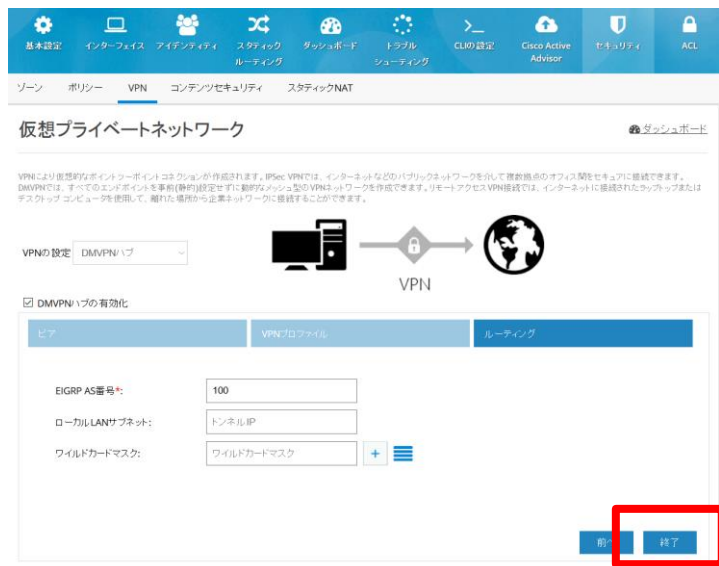 基本設定 インターフェイス アイデンティティ スタティック ルーティング ダッシュボード トラブル シューティング CLIの設定 Cisco Active Advisor セキュリティ ACL
ゾーン ポリシー VPN コンテンツセキュリティ スタティックNAT
仮想プライベートネットワーク ダッシュボード
VPNにより仮想的なポイントツーポイントコネクションが作成されます。IPSec VPNでは、インターネットなどのパブリックネットワークを介して複数拠点のオフィス間をセキュアに接続できます。
DMVPNでは、すべてのエンドポイントを事前(静的)設定せずに動的なメッシュ型のVPNネットワークを作成できます。リモートアクセスVPN接続では、インターネットに接続されたラップトップまたは
デスクトップ コンピュータを使用して、離れた場所から企業ネットワークに接続することができます。
VPNの設定 DMVPNハブ
VPN
DMVPNハブの有効化
ピア VPNプロファイル ルーティング
EIGRP AS番号*: 100
ローカルLANサブネット: トンネルIP
ワイルドカードマスク: ワイルドカードマスク +
前へ 終了